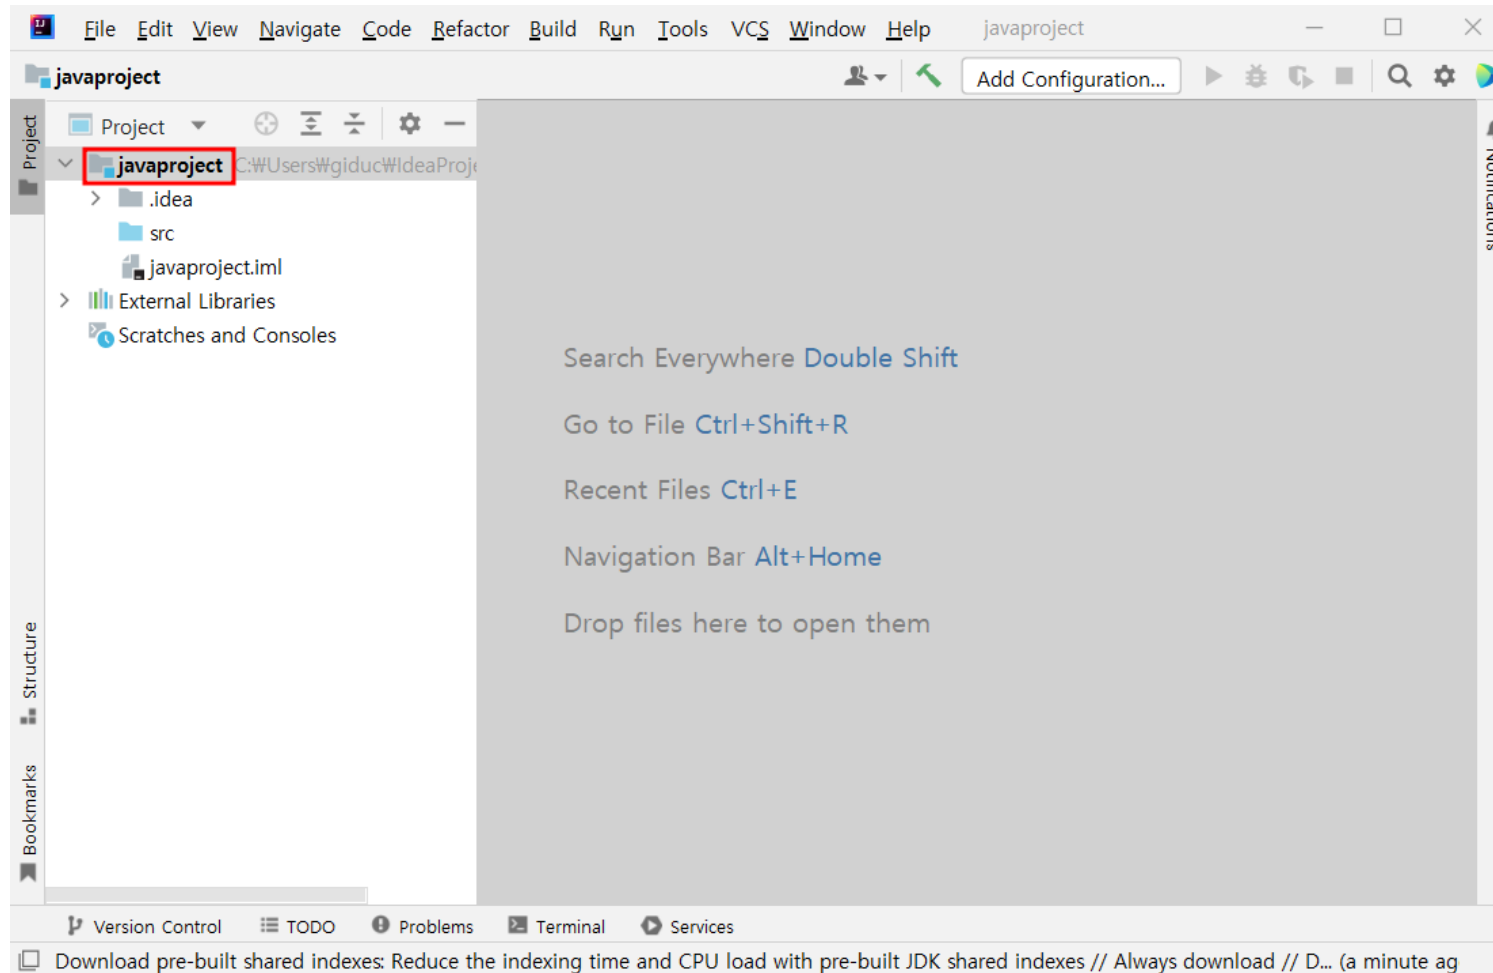 File Edit View Navigate Code Refactor Build Run Tools VCS Window Help javaproject
javaproject
Add Configuration...
Project
Project
javaproject C:₩Users₩giduc₩IdeaProje
.idea
src
javaproject.iml
External Libraries
Scratches and Consoles
Search Everywhere Double Shift
Go to File Ctrl+Shift+R
Recent Files Ctrl+E
Navigation Bar Alt+Home
Drop files here to open them
Notifications
Structure
Bookmarks
Version Control TODO Problems Terminal Services
Download pre-built shared indexes: Reduce the indexing time and CPU load with pre-built JDK shared indexes // Always download // D... (a minute ag